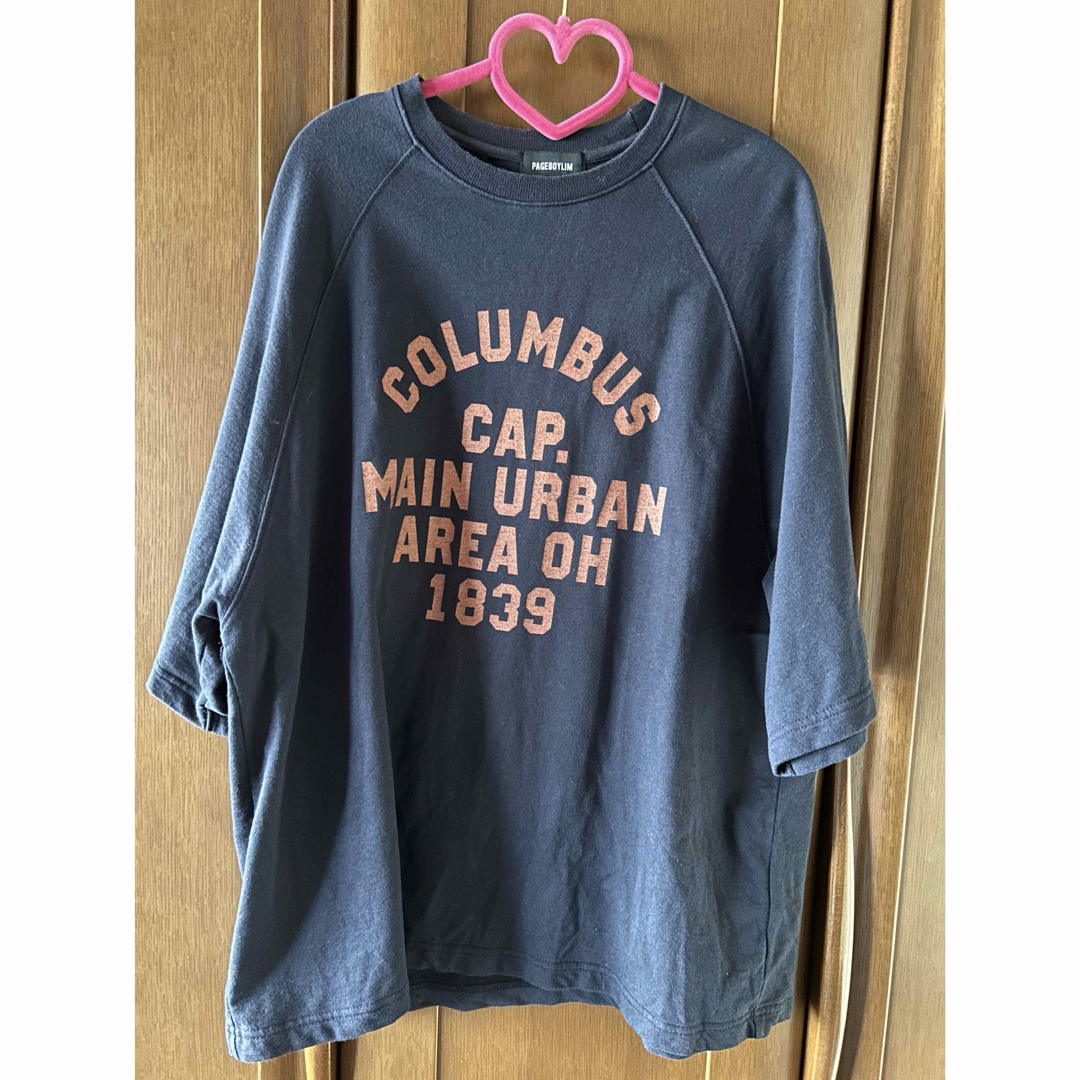 PAGEBOYLIM
COLUMBUS
CAP.
MAIN URBAN
AREA OH
1839